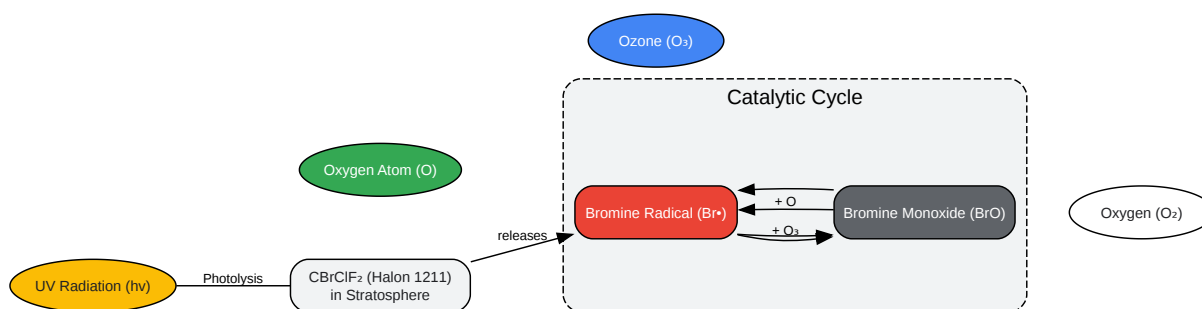 Ozone (O₃)
Catalytic Cycle
Oxygen Atom (O)
Bromine Radical (Br•)
+ O
+ O₃
Bromine Monoxide (BrO)
Oxygen (O₂)
releases
UV Radiation (hv)
Photolysis
CBrClF₂ (Halon 1211)
in Stratosphere